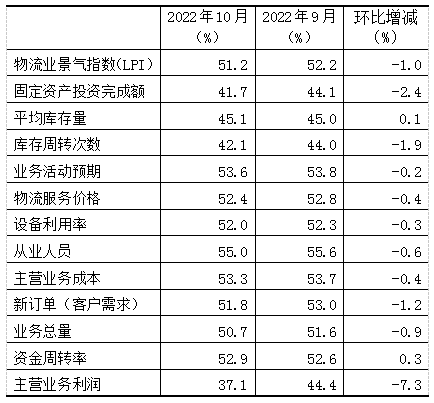 2022年10月 2022年9月 环比增减
(%) (%) (%)
物流业景气指数(LPI) 51.2 52.2 -1.0
固定资产投资完成额 41.7 44.1 -2.4
平均库存量 45.1 45.0 0.1
库存周转次数 42.1 44.0 -1.9
业务活动预期 53.6 53.8 -0.2
物流服务价格 52.4 52.8 -0.4
设备利用率 52.0 52.3 -0.3
从业人员 55.0 55.6 -0.6
主营业务成本 53.3 53.7 -0.4
新订单（客户需求） 51.8 53.0 -1.2
业务总量 50.7 51.6 -0.9
资金周转率 52.9 52.6 0.3
主营业务利润 37.1 44.4 -7.3